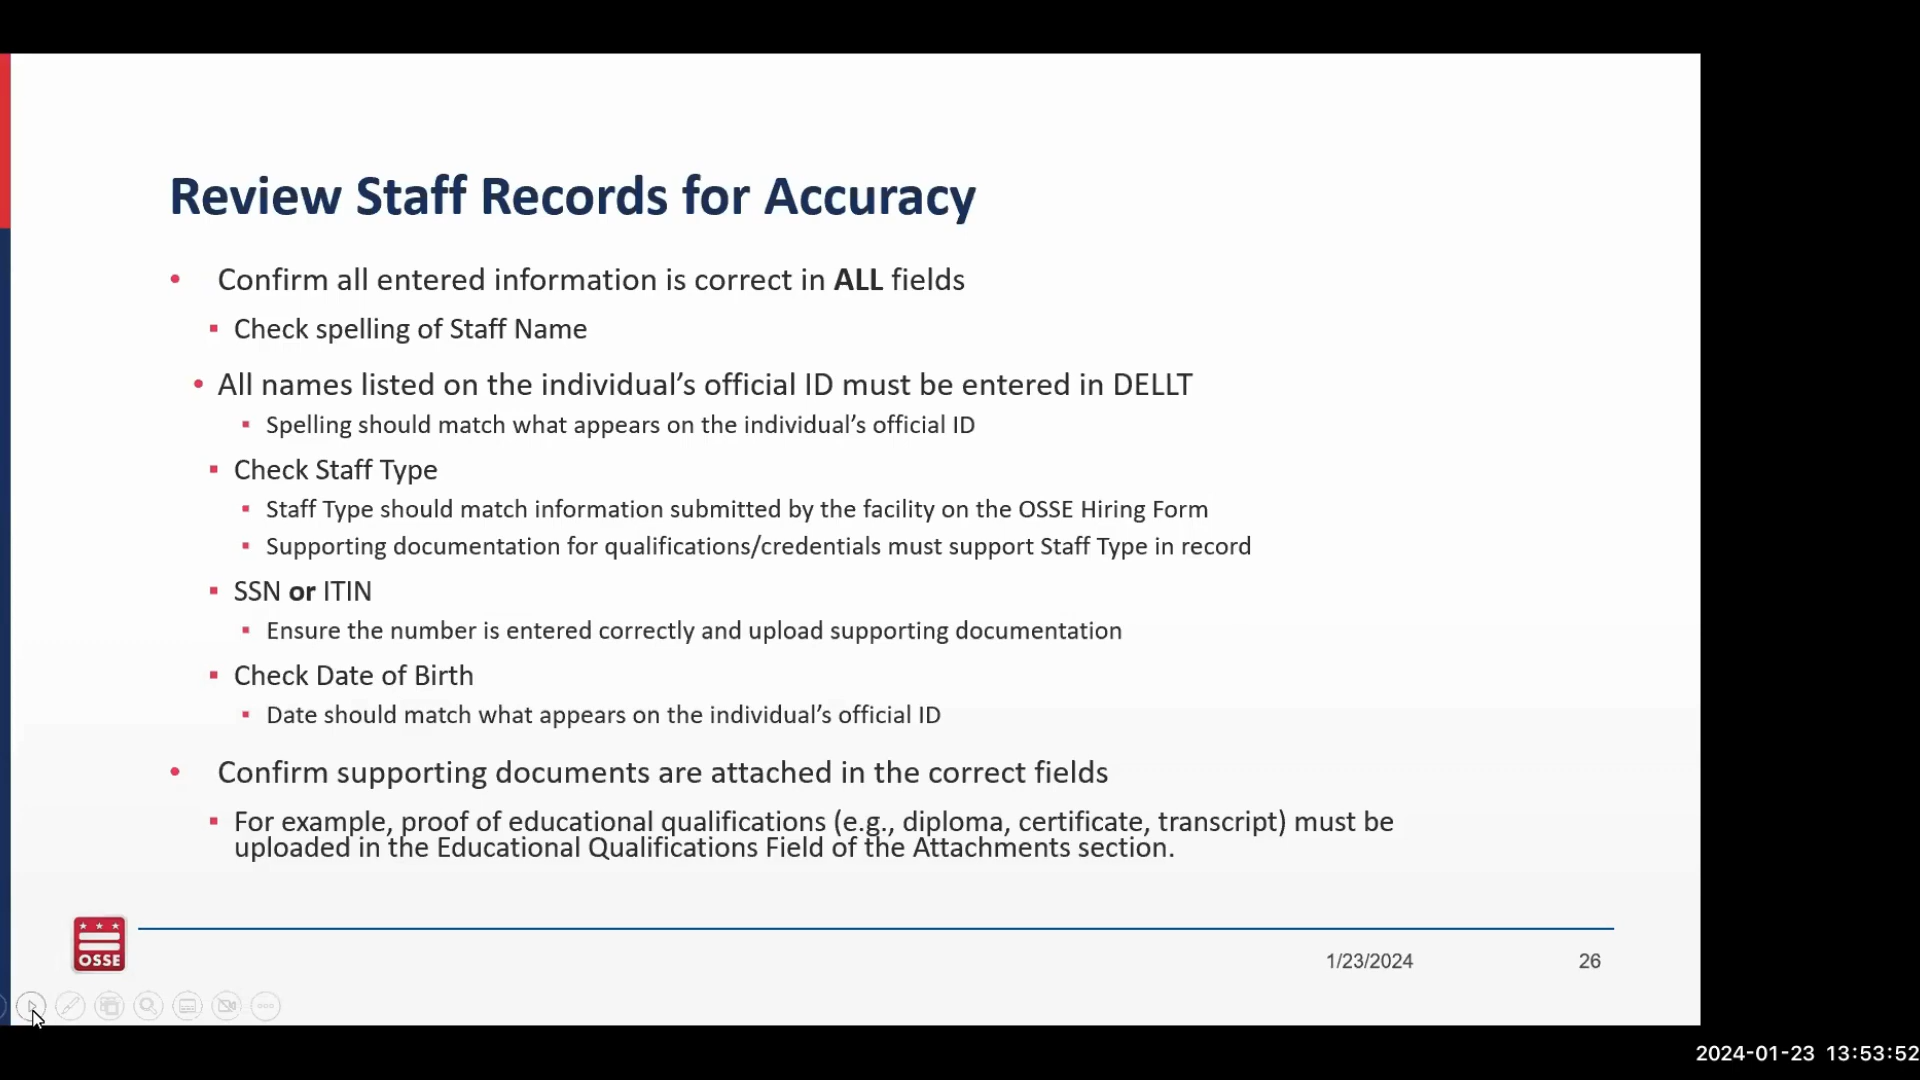 Review Staff Records for Accuracy
• Confirm all entered information is correct in ALL fields
▪ Check spelling of Staff Name
• All names listed on the individual’s official ID must be entered in DELLT
▪ Spelling should match what appears on the individual’s official ID
▪ Check Staff Type
▪ Staff Type should match information submitted by the facility on the OSSE Hiring Form
▪ Supporting documentation for qualifications/credentials must support Staff Type in record
▪ SSN or ITIN
▪ Ensure the number is entered correctly and upload supporting documentation
▪ Check Date of Birth
▪ Date should match what appears on the individual’s official ID
• Confirm supporting documents are attached in the correct fields
▪ For example, proof of educational qualifications (e.g., diploma, certificate, transcript) must be
uploaded in the Educational Qualifications Field of the Attachments section.
OSSE
1/23/2024
26
2024-01-23 13:53:52